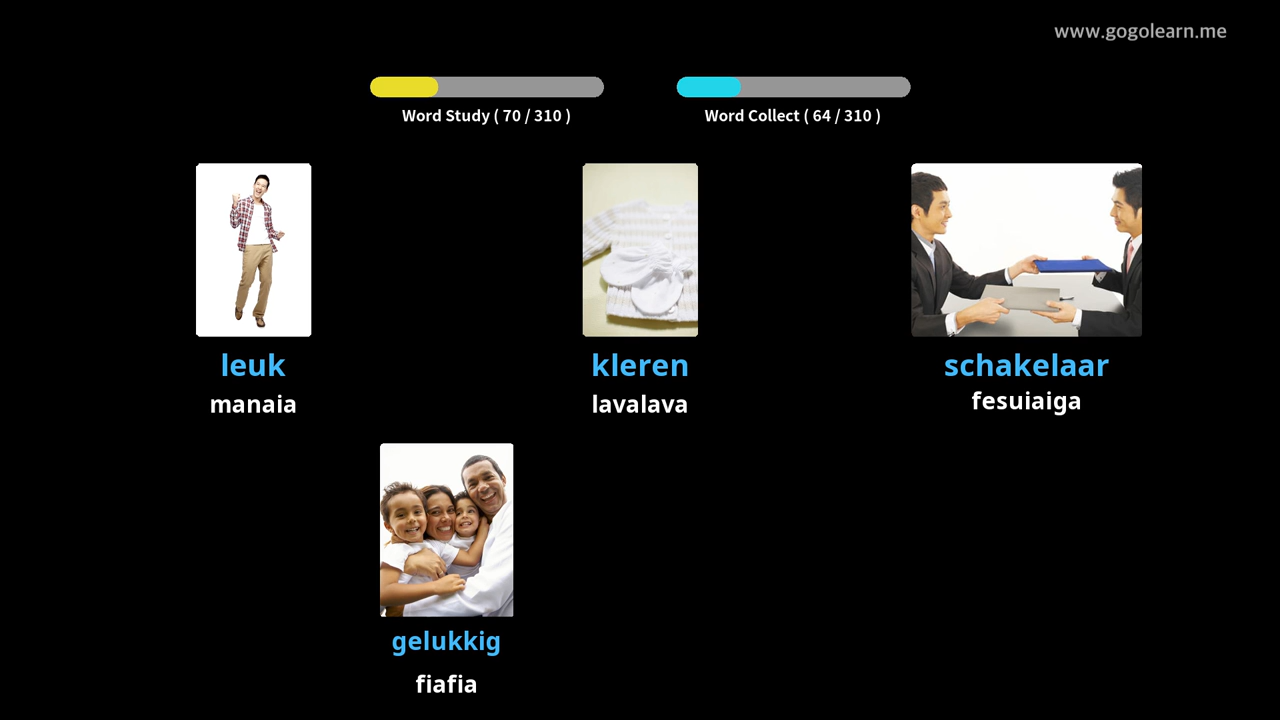 www.gogolearn.me
Word Study ( 70 / 310 )
Word Collect ( 64 / 310 )
leuk
manaia
kleren
lavalava
schakelaar
fesuiaiga
gelukkig
fiafia